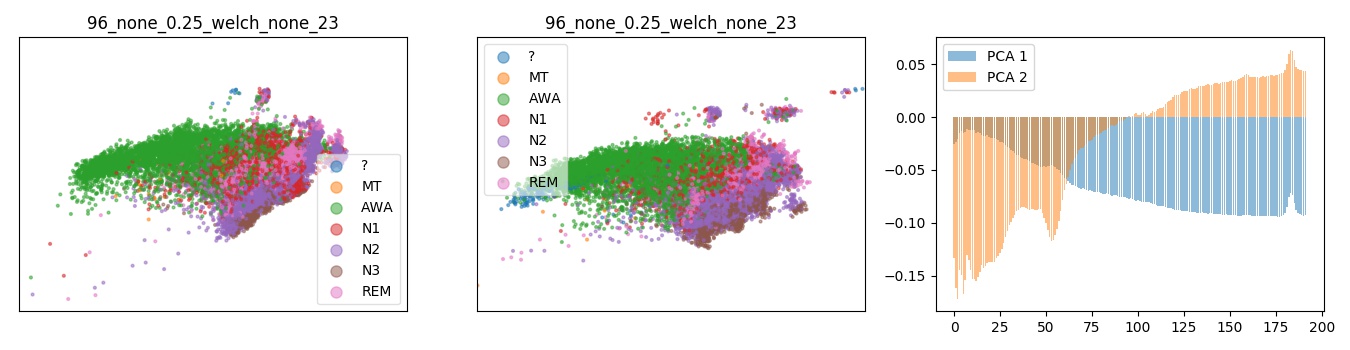 96_none_0.25_welch_none_23
?
MT
AWA
N1
N2
N3
REM
96_none_0.25_welch_none_23
?
MT
AWA
N1
N2
N3
REM
PCA 1
PCA 2
0.05
0.00
−0.05
−0.10
−0.15
0 25 50 75 100 125 150 175 200